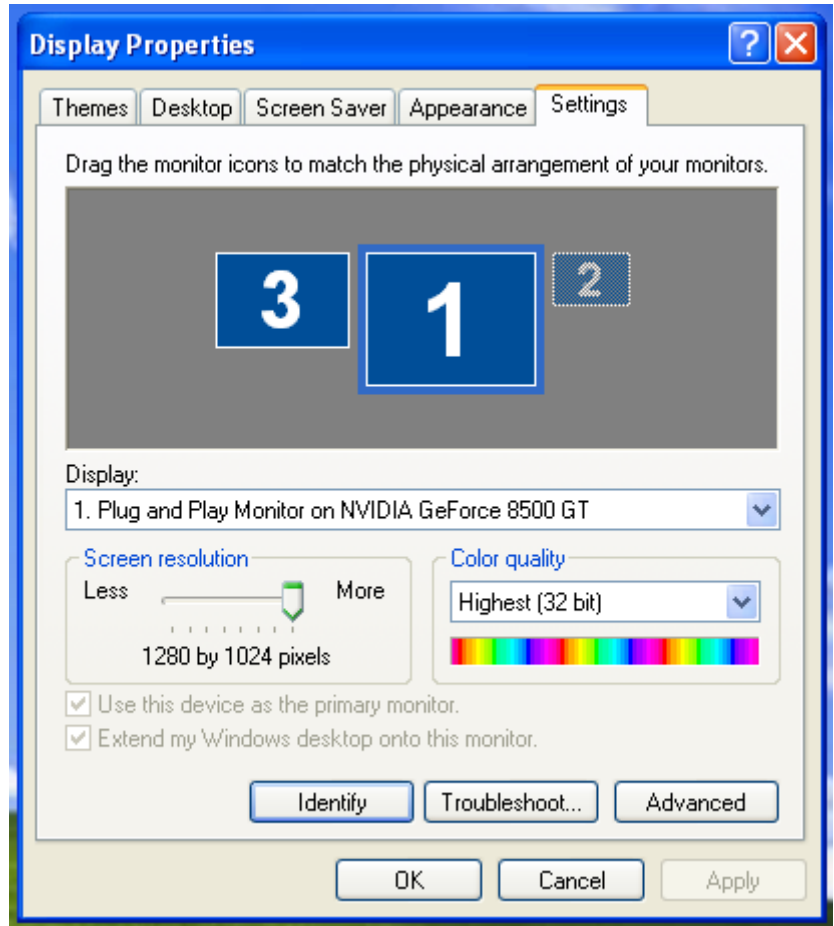 Display Properties
?
Themes Desktop Screen Saver Appearance Settings
Drag the monitor icons to match the physical arrangement of your monitors.
3 1 2
Display:
1. Plug and Play Monitor on NVIDIA GeForce 8500 GT
Screen resolution
Less More
1280 by 1024 pixels
Color quality
Highest (32 bit)
Use this device as the primary monitor.
Extend my Windows desktop onto this monitor.
Identify Troubleshoot... Advanced
OK Cancel Apply